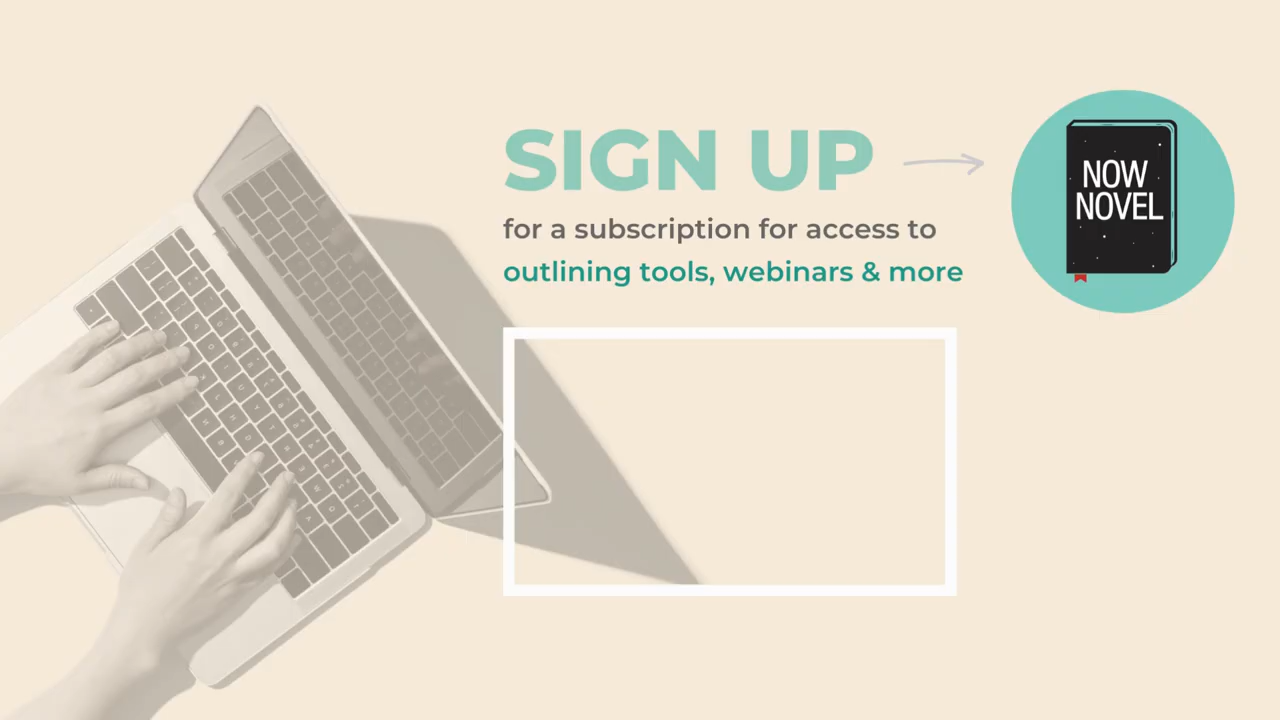 SIGN UP
for a subscription for access to
outlining tools, webinars & more
NOW
NOVEL